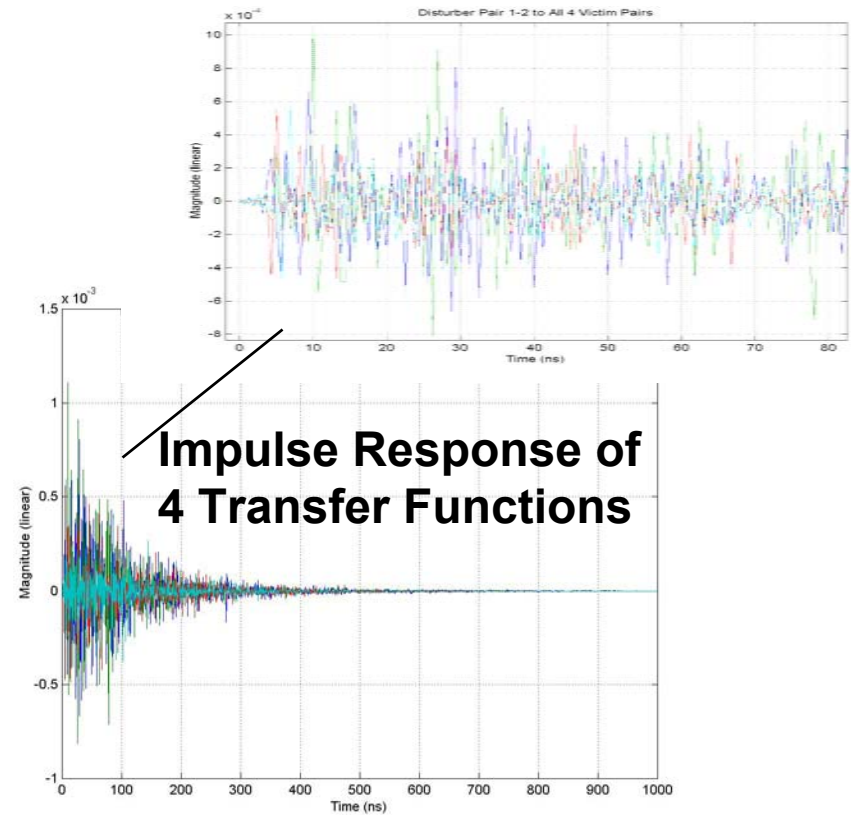 x 10⁻⁴
Disturber Pair 1-2 to All 4 Victim Pairs
10
8
6
4
2
0
-2
-4
-6
-8
Magnitude (linear)
0 10 20 30 40 50 60 70 80
Time (ns)
x 10⁻³
1.5
1
0.5
0
-0.5
-1
Magnitude (linear)
Impulse Response of
4 Transfer Functions
0 100 200 300 400 500 600 700 800 900 1000
Time (ns)